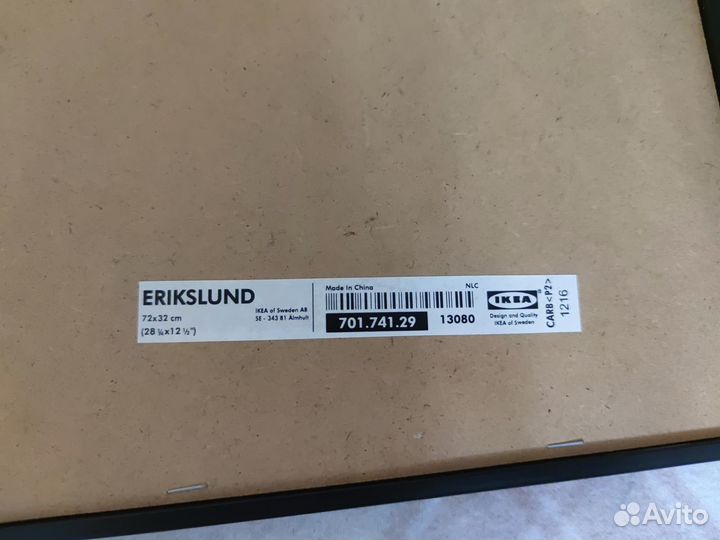 ERIKSLUND
72x32 cm
(28 ¼x12 ½")
IKEA of Sweden AB
SE - 343 81 Älmhult
Made in China
NLC
701.741.29 13080
IKEA®
Design and Quality
IKEA of Sweden
CARB<P2>
1216
Avito